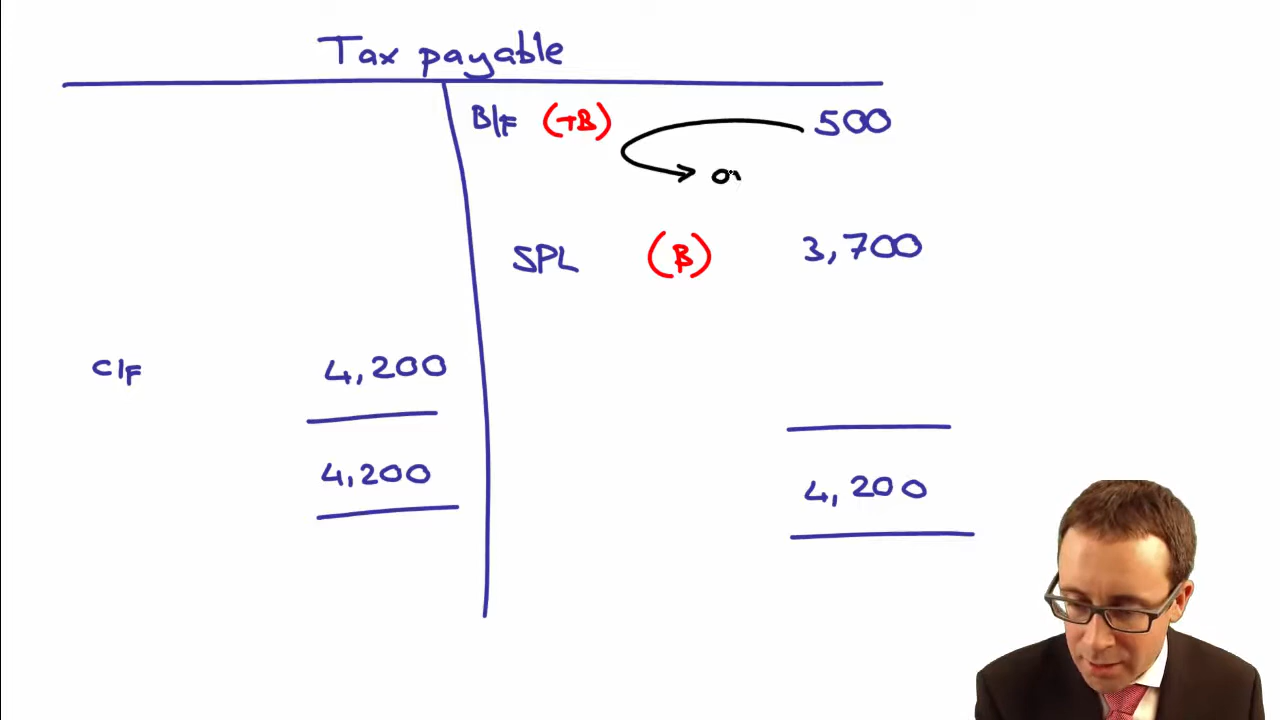 Tax payable
B/F (TB) 500
SPL (B) 3,700
C/F 4,200
4,200 4,200